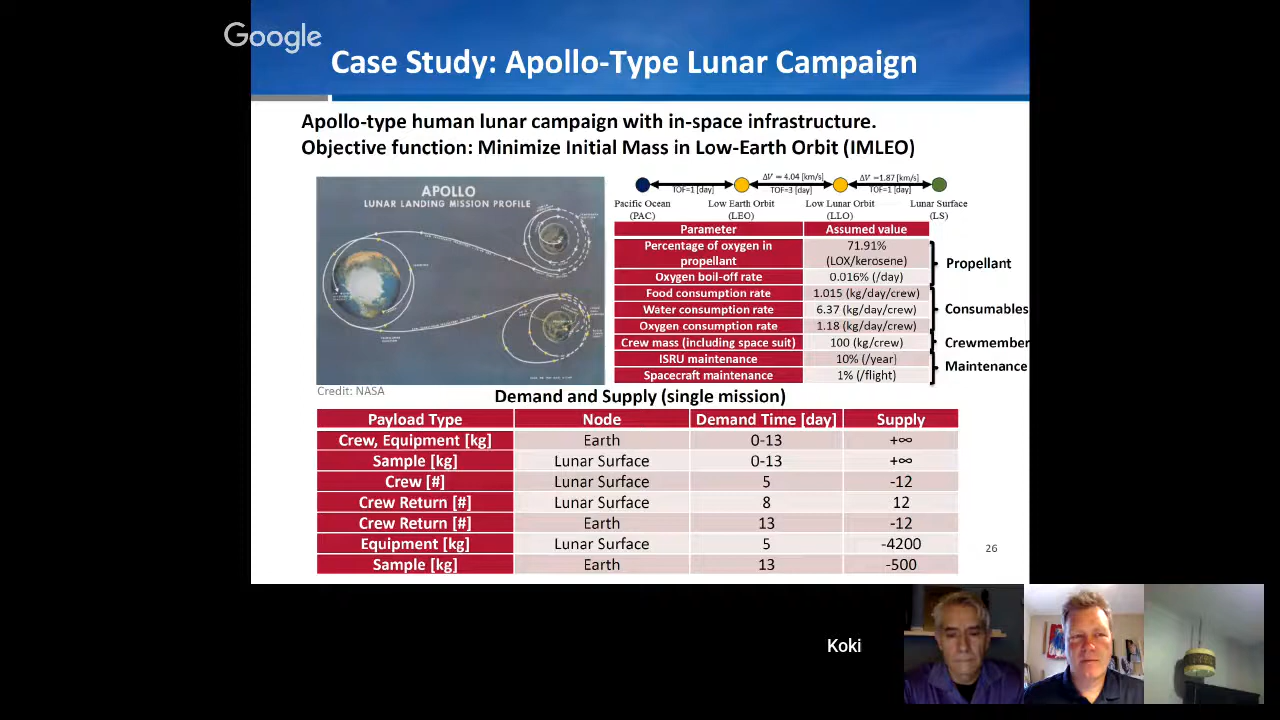 Google
Case Study: Apollo-Type Lunar Campaign
Apollo-type human lunar campaign with in-space infrastructure.
Objective function: Minimize Initial Mass in Low-Earth Orbit (IMLEO)
APOLLO
LUNAR LANDING MISSION PROFILE
Credit: NASA
ΔV = 4.04 [km/s] ΔV =1.87 [km/s]
TOF=1 [day] TOF=3 [day] TOF=1 [day]
Pacific Ocean Low Earth Orbit Low Lunar Orbit Lunar Surface
(PAC) (LEO) (LLO) (LS)
Parameter Assumed value
Percentage of oxygen in 71.91%
propellant (LOX/kerosene)
Oxygen boil-off rate 0.016% (/day)
Food consumption rate 1.015 (kg/day/crew)
Water consumption rate 6.37 (kg/day/crew)
Oxygen consumption rate 1.18 (kg/day/crew)
Crew mass (including space suit) 100 (kg/crew)
ISRU maintenance 10% (/year)
Spacecraft maintenance 1% (/flight)
Propellant
Consumables
Crewmember
Maintenance
Demand and Supply (single mission)
Payload Type Node Demand Time [day] Supply
Crew, Equipment [kg] Earth 0-13 +∞
Sample [kg] Lunar Surface 0-13 +∞
Crew [#] Lunar Surface 5 -12
Crew Return [#] Lunar Surface 8 12
Crew Return [#] Earth 13 -12
Equipment [kg] Lunar Surface 5 -4200
Sample [kg] Earth 13 -500
26
Koki